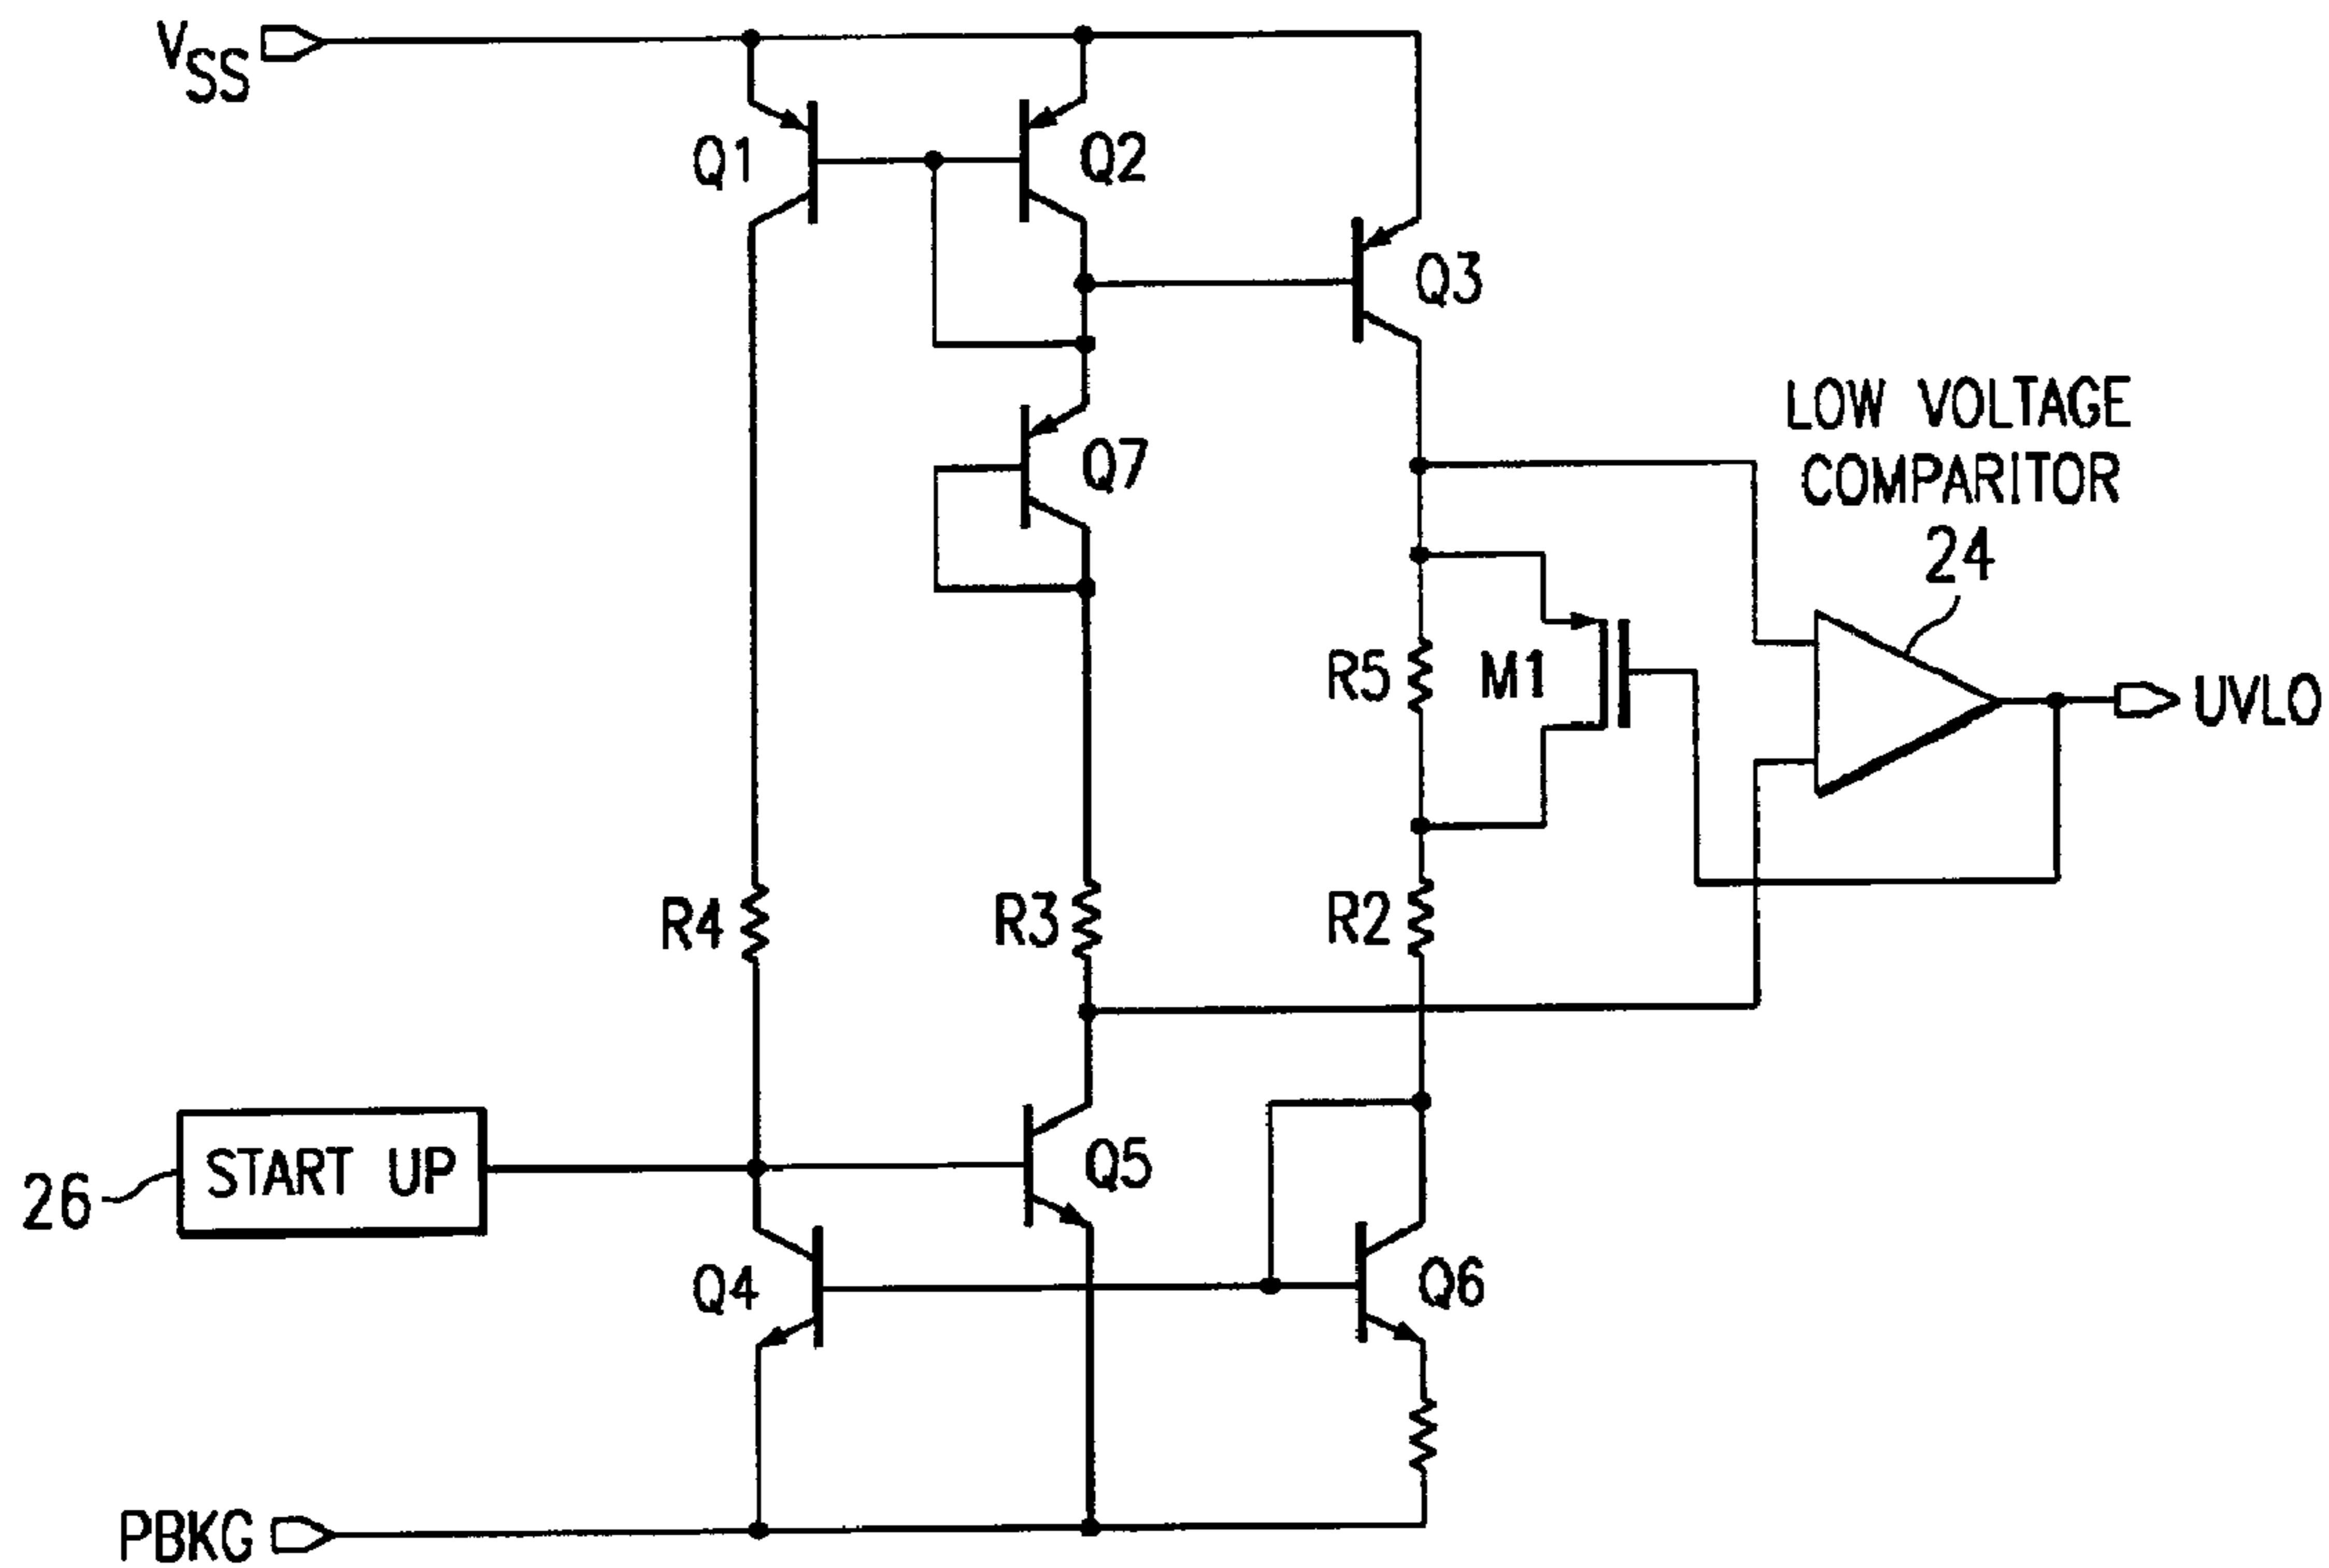 VSS
Q1
Q2
Q3
Q7
LOW VOLTAGE
COMPARITOR
24
R5
M1
UVLO
R4
R3
R2
START UP
26
Q5
Q4
Q6
PBKG